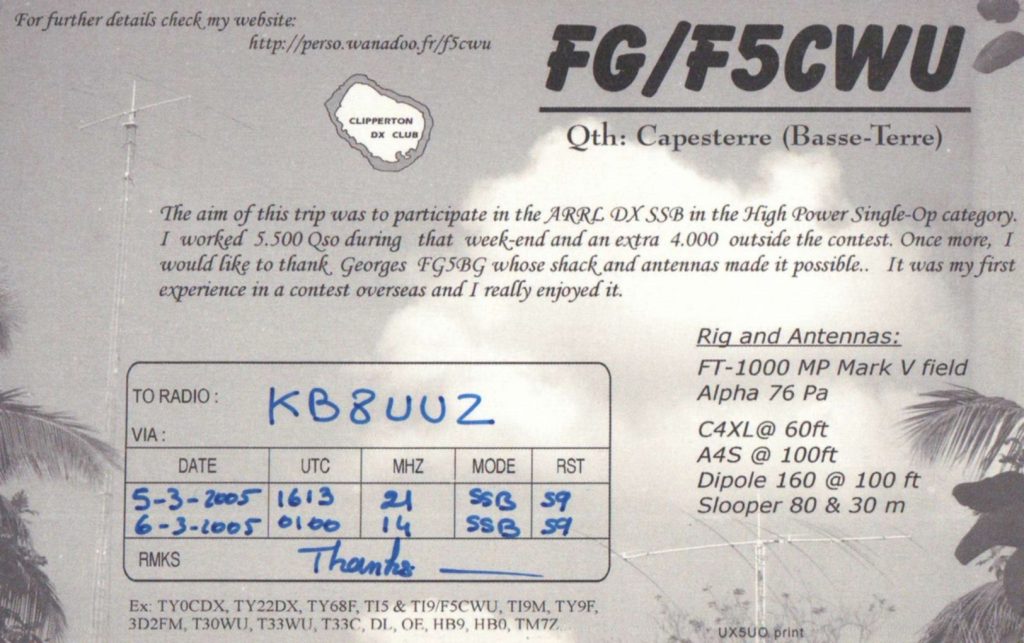 For further details check my website:
http://perso.wanadoo.fr/f5cwu
FG/F5CWU
CLIPPERTON
DX CLUB
Qth: Capesterre (Basse-Terre)
The aim of this trip was to participate in the ARRL DX SSB in the High Power Single-Op category.
I worked 5.500 Qso during that week-end and an extra 4.000 outside the contest. Once more, I
would like to thank Georges FG5BG whose shack and antennas made it possible.. It was my first
experience in a contest overseas and I really enjoyed it.
Rig and Antennas:
FT-1000 MP Mark V field
Alpha 76 Pa
C4XL@ 60ft
A4S @ 100ft
Dipole 160 @ 100 ft
Slooper 80 & 30 m
TO RADIO : KB8UUZ
VIA :
DATE UTC MHZ MODE RST
5-3-2005 1613 21 SSB 59
6-3-2005 0100 14 SSB 59
RMKS Thanks
Ex: TY0CDX, TY22DX, TY68F, TI5 & TI9/F5CWU, TI9M, TY9F,
3D2FM, T30WU, T33WU, T33C, DL, OE, HB9, HB0, TM7Z
UX5UO print